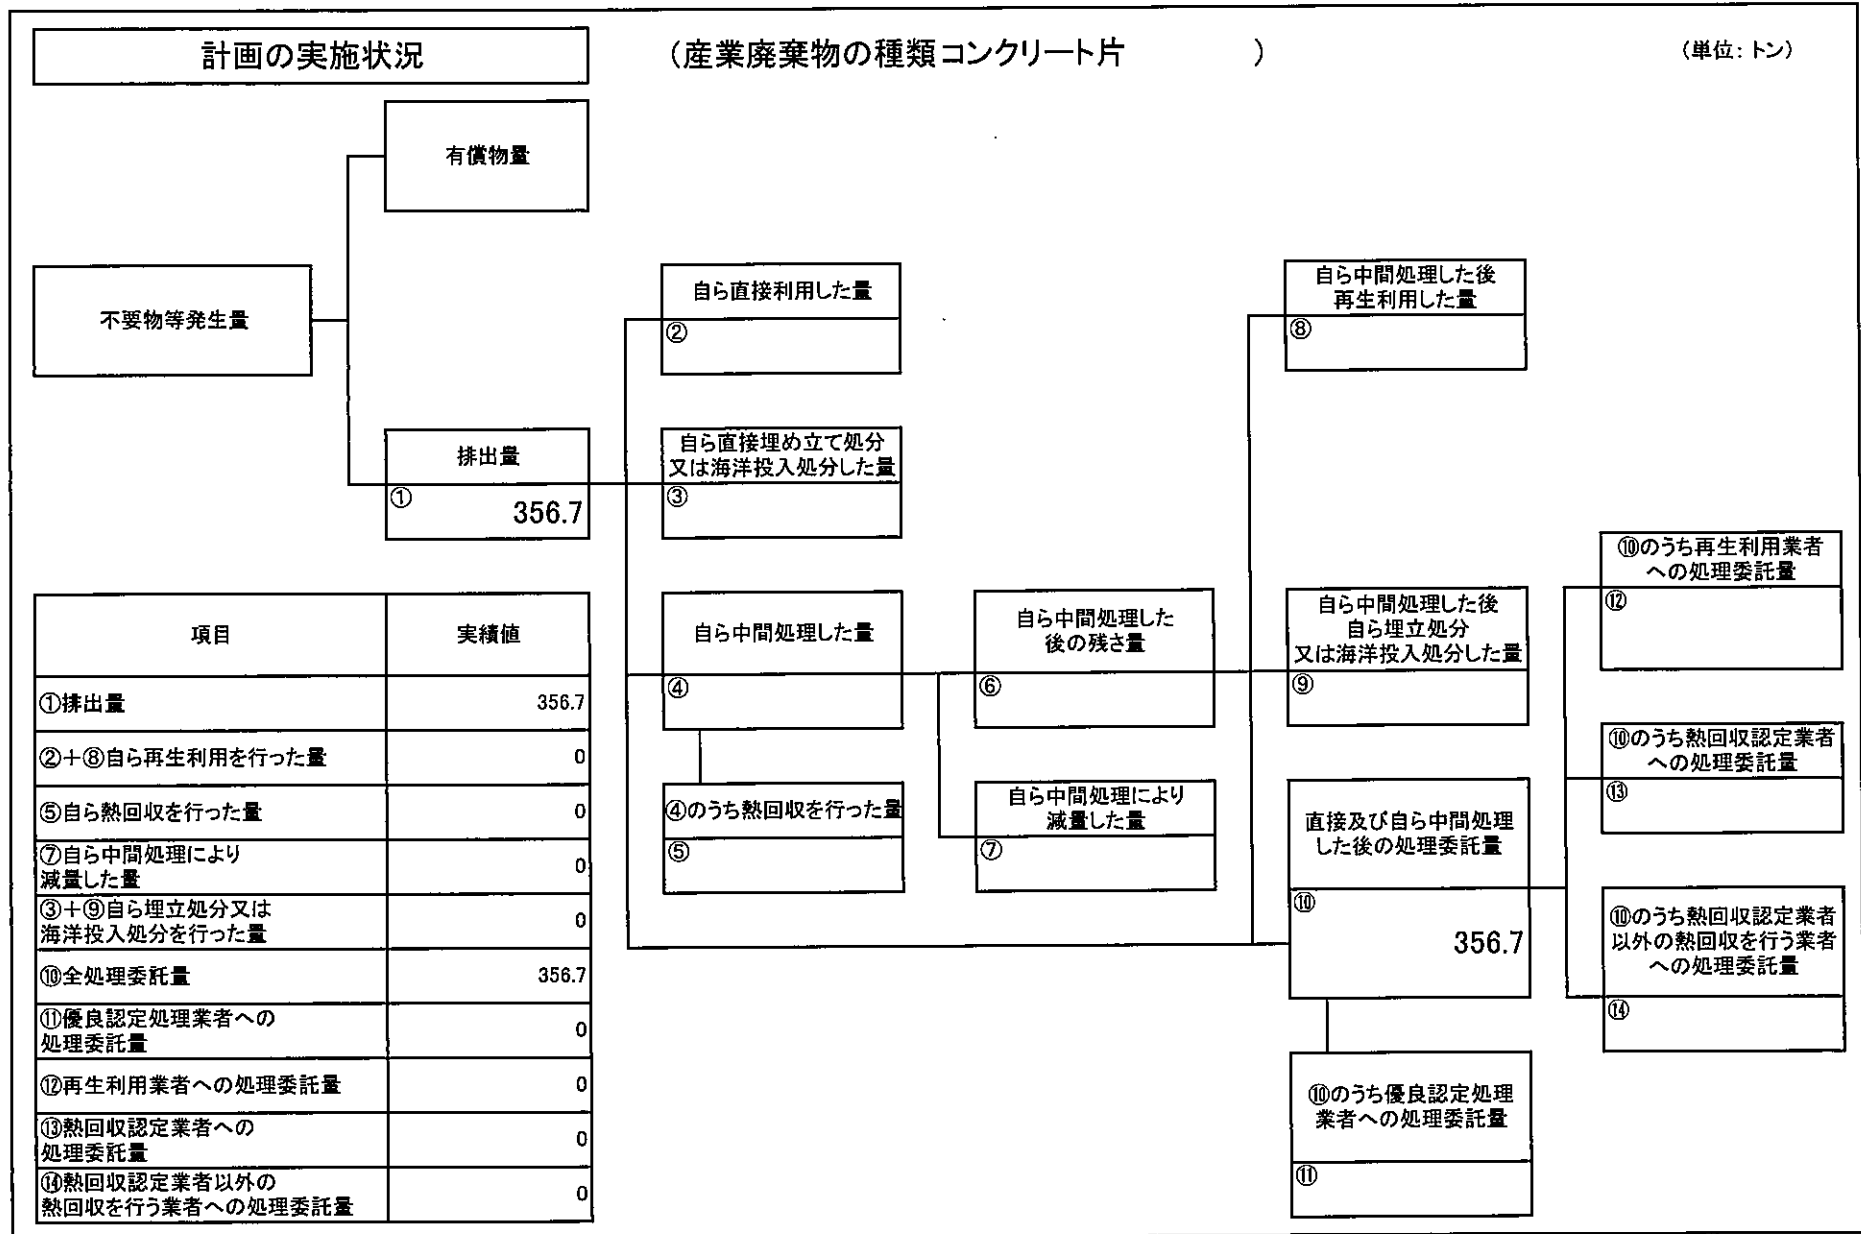 計画の実施状況
（産業廃棄物の種類コンクリート片　　　　　）
（単位：トン）
有償物量
不要物等発生量
排出量
①
356.7
自ら直接利用した量
②
自ら直接埋め立て処分
又は海洋投入処分した量
③
自ら中間処理した量
④
④のうち熱回収を行った量
⑤
自ら中間処理した
後の残さ量
⑥
自ら中間処理により
減量した量
⑦
自ら中間処理した後
再生利用した量
⑧
自ら中間処理した後
自ら埋立処分
又は海洋投入処分した量
⑨
直接及び自ら中間処理
した後の処理委託量
⑩
356.7
⑩のうち優良認定処理
業者への処理委託量
⑪
⑩のうち再生利用業者
への処理委託量
⑫
⑩のうち熱回収認定業者
への処理委託量
⑬
⑩のうち熱回収認定業者
以外の熱回収を行う業者
への処理委託量
⑭
項目 実績値
①排出量 356.7
②＋⑧自ら再生利用を行った量 0
⑤自ら熱回収を行った量 0
⑦自ら中間処理により
減量した量 0
③＋⑨自ら埋立処分又は
海洋投入処分を行った量 0
⑩全処理委託量 356.7
⑪優良認定処理業者への
処理委託量 0
⑫再生利用業者への処理委託量 0
⑬熱回収認定業者への
処理委託量 0
⑭熱回収認定業者以外の
熱回収を行う業者への処理委託量 0